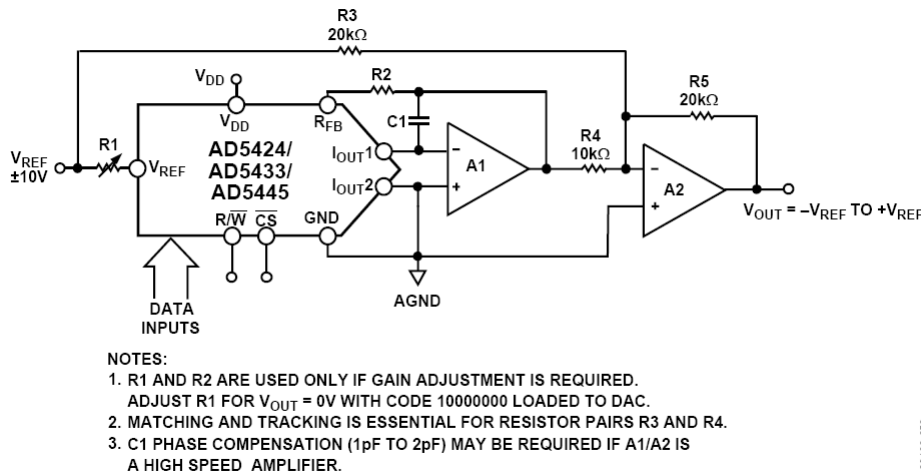 R3
20kΩ
VDD
R2
R5
20kΩ
VDD
RFB
C1
R1
AD5424/
AD5433/
AD5445
IOUT1
R4
10kΩ
VREF
±10V
VREF
A1
IOUT2
A2
R/W̅ C̅S̅ GND
VOUT = –VREF TO +VREF
AGND
DATA
INPUTS
NOTES:
1. R1 AND R2 ARE USED ONLY IF GAIN ADJUSTMENT IS REQUIRED.
ADJUST R1 FOR VOUT = 0V WITH CODE 10000000 LOADED TO DAC.
2. MATCHING AND TRACKING IS ESSENTIAL FOR RESISTOR PAIRS R3 AND R4.
3. C1 PHASE COMPENSATION (1pF TO 2pF) MAY BE REQUIRED IF A1/A2 IS
A HIGH SPEED AMPLIFIER.